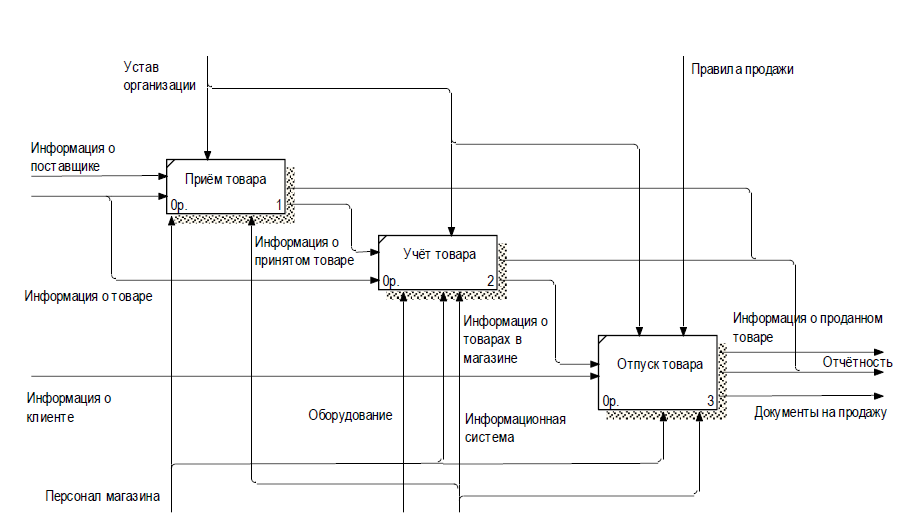 Устав
организации
Правила продажи
Информация о
поставщике
Приём товара
0р. 1
Информация о
принятом товаре
Учёт товара
0р. 2
Информация о товаре
Информация о
товарах в
магазине
Информация о проданном
товаре
Отпуск товара
0р. 3
Отчётность
Документы на продажу
Информация о
клиенте
Оборудование
Информационная
система
Персонал магазина